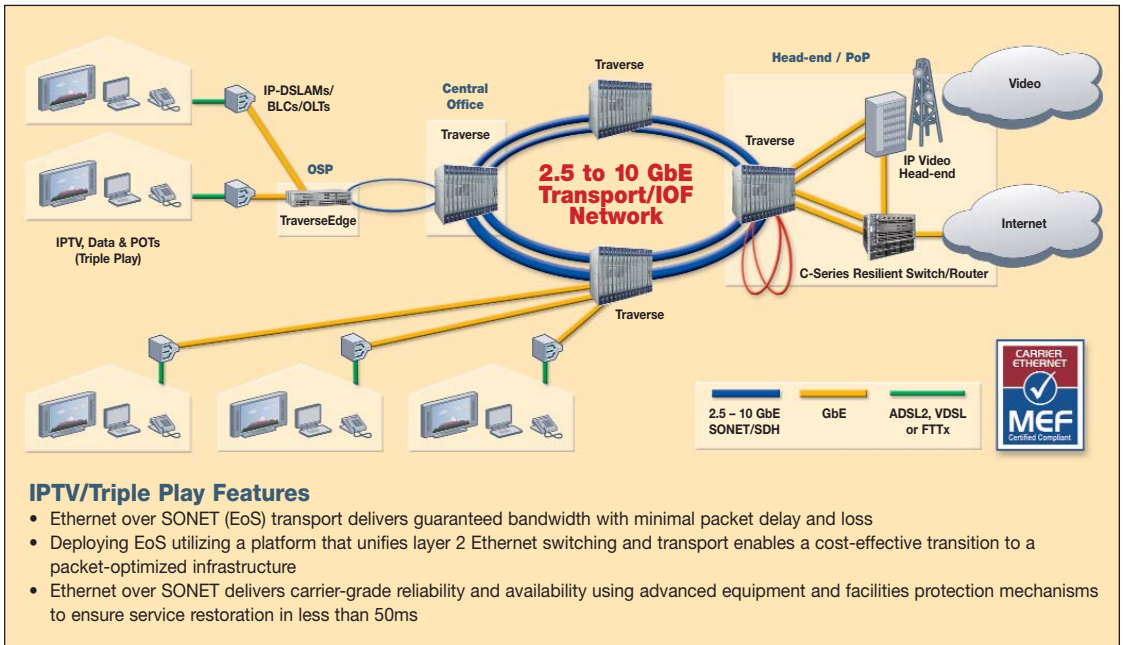 Head-end / PoP
Traverse
Video
IP-DSLAMs/
BLCs/OLTs
Central
Office
Traverse
Traverse
OSP
2.5 to 10 GbE
Transport/IOF
Network
IP Video
Head-end
TraverseEdge
Internet
IPTV, Data & POTs
(Triple Play)
C-Series Resilient Switch/Router
Traverse
2.5 – 10 GbE
SONET/SDH
GbE
ADSL2, VDSL
or FTTx
CARRIER
ETHERNET
MEF
Certified Compliant
IPTV/Triple Play Features
• Ethernet over SONET (EoS) transport delivers guaranteed bandwidth with minimal packet delay and loss
• Deploying EoS utilizing a platform that unifies layer 2 Ethernet switching and transport enables a cost-effective transition to a
packet-optimized infrastructure
• Ethernet over SONET delivers carrier-grade reliability and availability using advanced equipment and facilities protection mechanisms
to ensure service restoration in less than 50ms